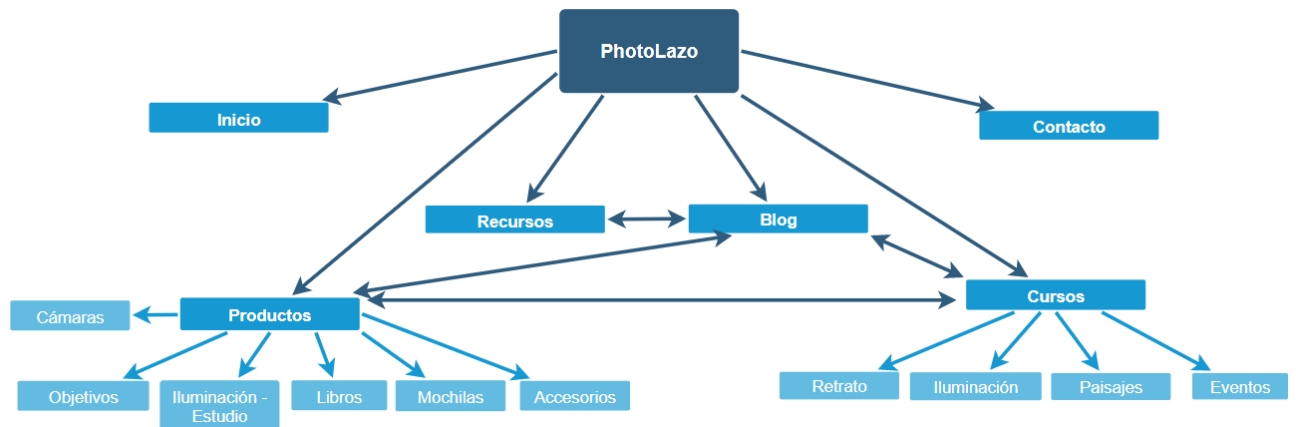 PhotoLazo
Inicio
Contacto
Recursos
Blog
Productos
Cursos
Cámaras
Objetivos
Iluminación -
Estudio
Libros
Mochilas
Accesorios
Retrato
Iluminación
Paisajes
Eventos